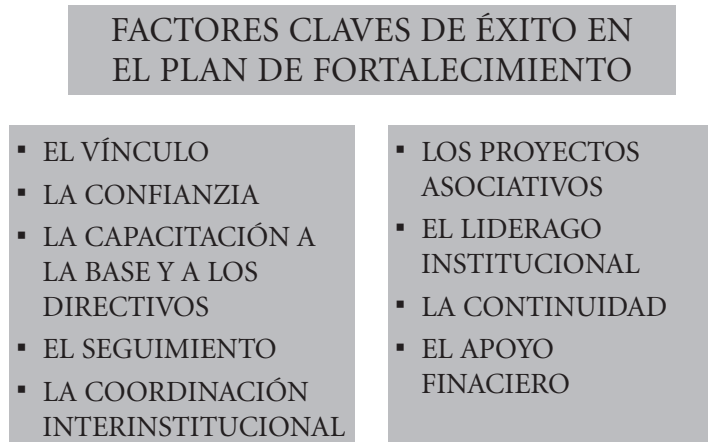 FACTORES CLAVES DE ÉXITO EN
EL PLAN DE FORTALECIMIENTO
▪ EL VÍNCULO
▪ LA CONFIANZIA
▪ LA CAPACITACIÓN A
LA BASE Y A LOS
DIRECTIVOS
▪ EL SEGUIMIENTO
▪ LA COORDINACIÓN
INTERINSTITUCIONAL
▪ LOS PROYECTOS
ASOCIATIVOS
▪ EL LIDERAGO
INSTITUCIONAL
▪ LA CONTINUIDAD
▪ EL APOYO
FINACIERO